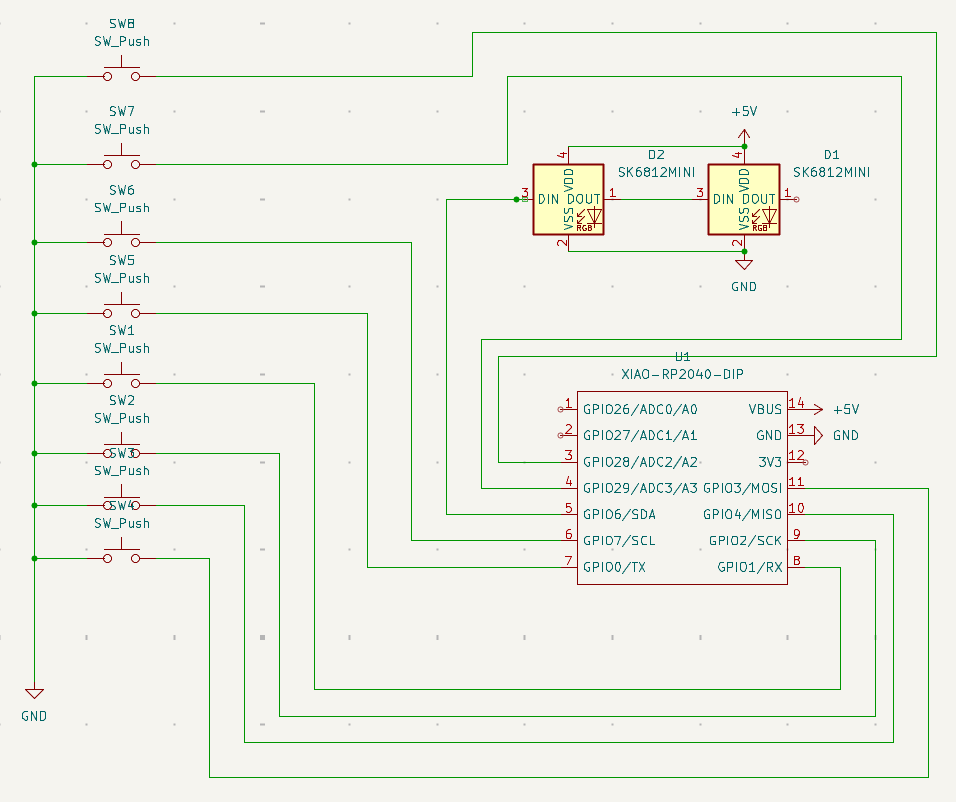 SW8
SW_Push
SW7
SW_Push
SW6
SW_Push
SW5
SW_Push
SW1
SW_Push
SW2
SW_Push
SW3
SW_Push
SW4
SW_Push
GND
+5V
D2
SK6812MINI
4
VDD
3
DIN
DOUT
1
VSS
RGB
2
D1
SK6812MINI
4
VDD
3
DIN
DOUT
1
VSS
RGB
2
GND
U1
XIAO-RP2040-DIP
1 GPIO26/ADC0/A0
VBUS 14 +5V
2 GPIO27/ADC1/A1
GND 13 GND
3 GPIO28/ADC2/A2
3V3 12
4 GPIO29/ADC3/A3
GPIO3/MOSI 11
5 GPIO6/SDA
GPIO4/MISO 10
6 GPIO7/SCL
GPIO2/SCK 9
7 GPIO0/TX
GPIO1/RX 8